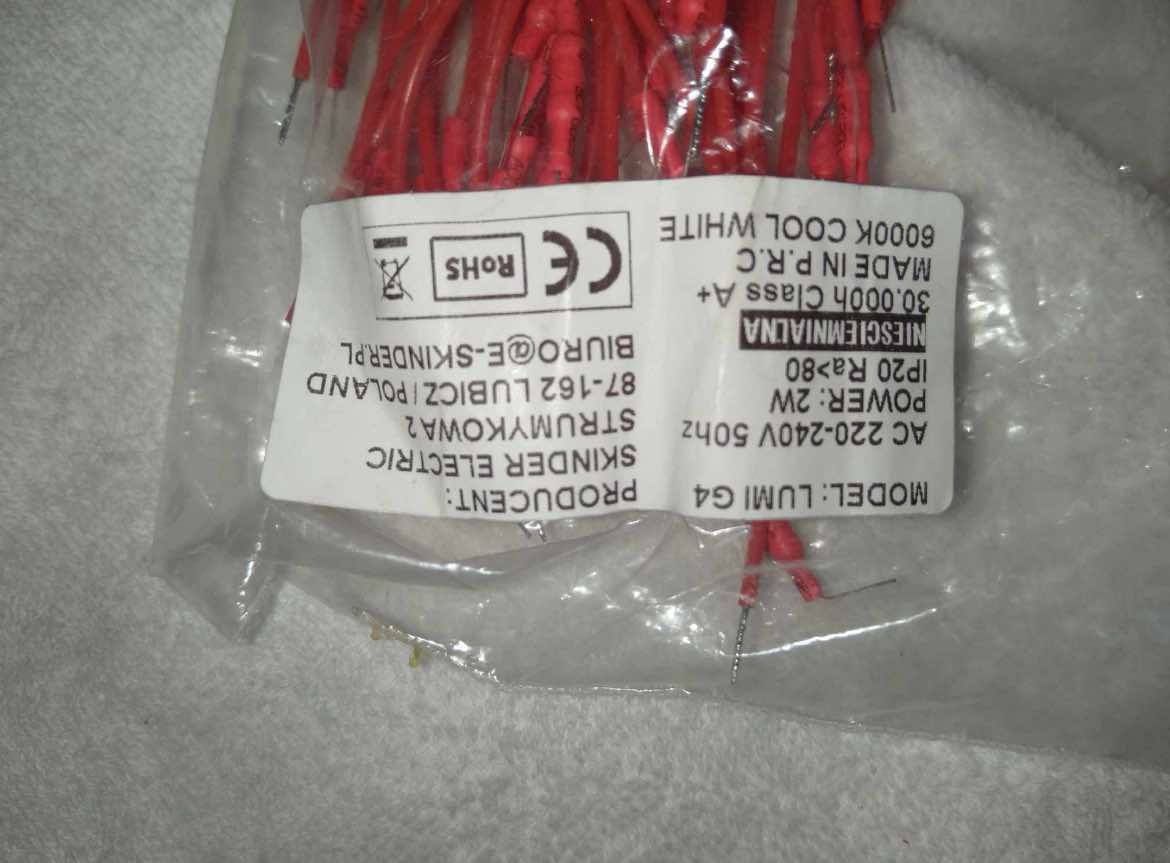 MODEL: LUMI G4
AC 220-240V 50hz
POWER: 2W
IP20 Ra>80
NIESCIEMNIALNA
30.000h Class A+
MADE IN P.R.C
6000K COOL WHITE
PRODUCENT:
SKINDER ELECTRIC
STRUMYKOWA 2
87-162 LUBICZ / POLAND
BIURO@E-SKINDER.PL
CE RoHS